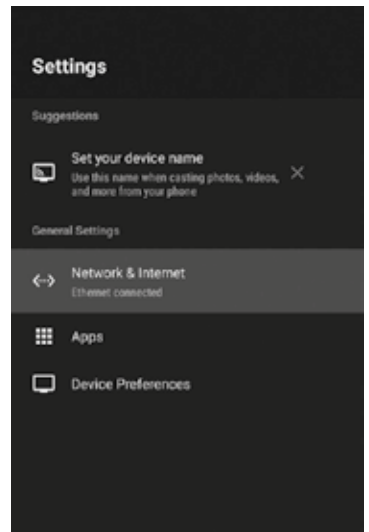 Settings
Suggestions
Set your device name
Use this name when casting photos, videos,
and more from your phone
General Settings
Network & Internet
Ethernet connected
Apps
Device Preferences